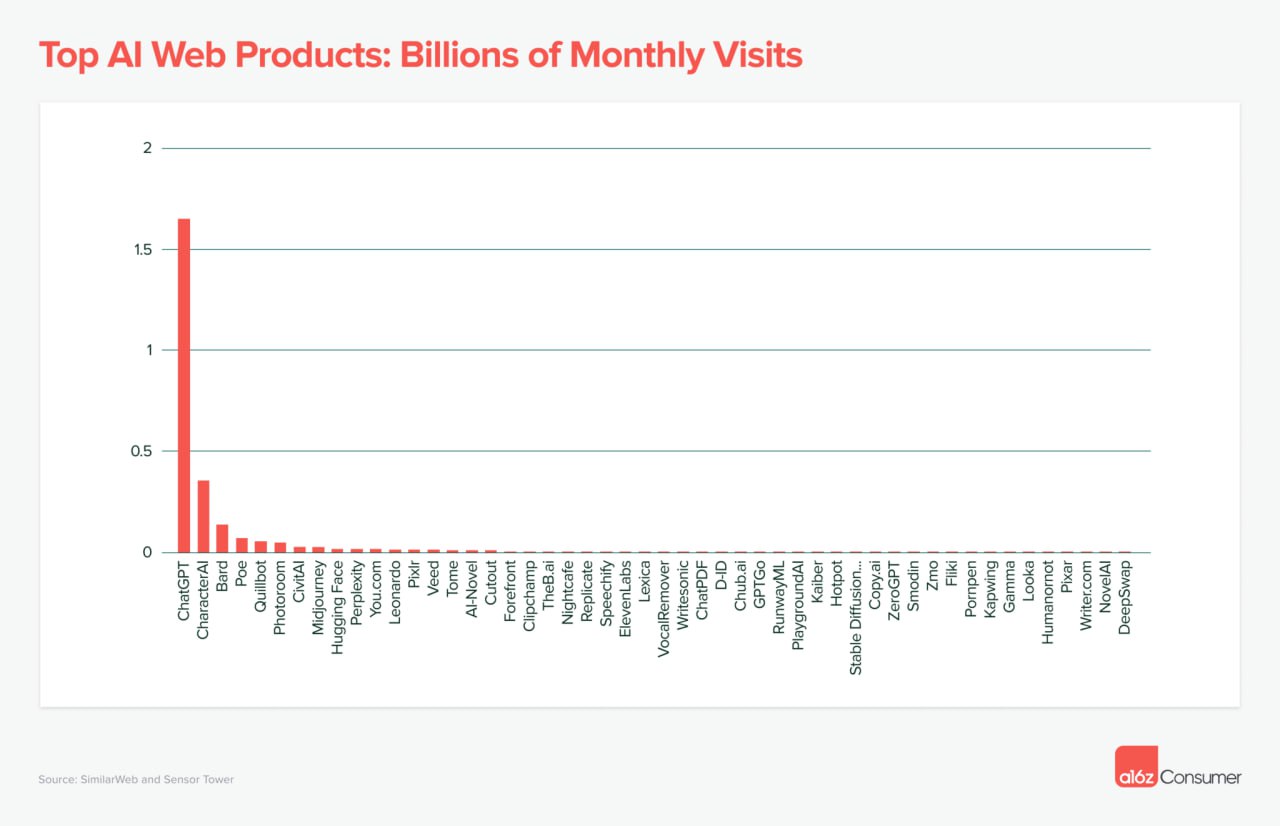 Top AI Web Products: Billions of Monthly Visits
2
1.5
1
0.5
0
ChatGPT
CharacterAI
Bard
Poe
Quillbot
Photorooom
CivitAI
Midjourney
Hugging Face
Perplexity
You.com
Leonardo
Pixlr
Veed
Tome
AI-Novel
Cutout
Forefront
Clipchamp
TheB.ai
Nightcafe
Replicate
Speechify
ElevenLabs
Lexica
VocalRemover
Writesonic
ChatPDF
D-ID
Chub.ai
GPTGo
RunwayML
PlaygroundAI
Kaiber
Hotpot
Stable Diffusion...
Copy.ai
ZeroGPT
Smodin
Zmo
Fliki
Pornpen
Kapwing
Gamma
Looka
Humanornot
Pixar
Writer.com
NovelAI
DeepSwap
Source: SimilarWeb and Sensor Tower
a16z Consumer